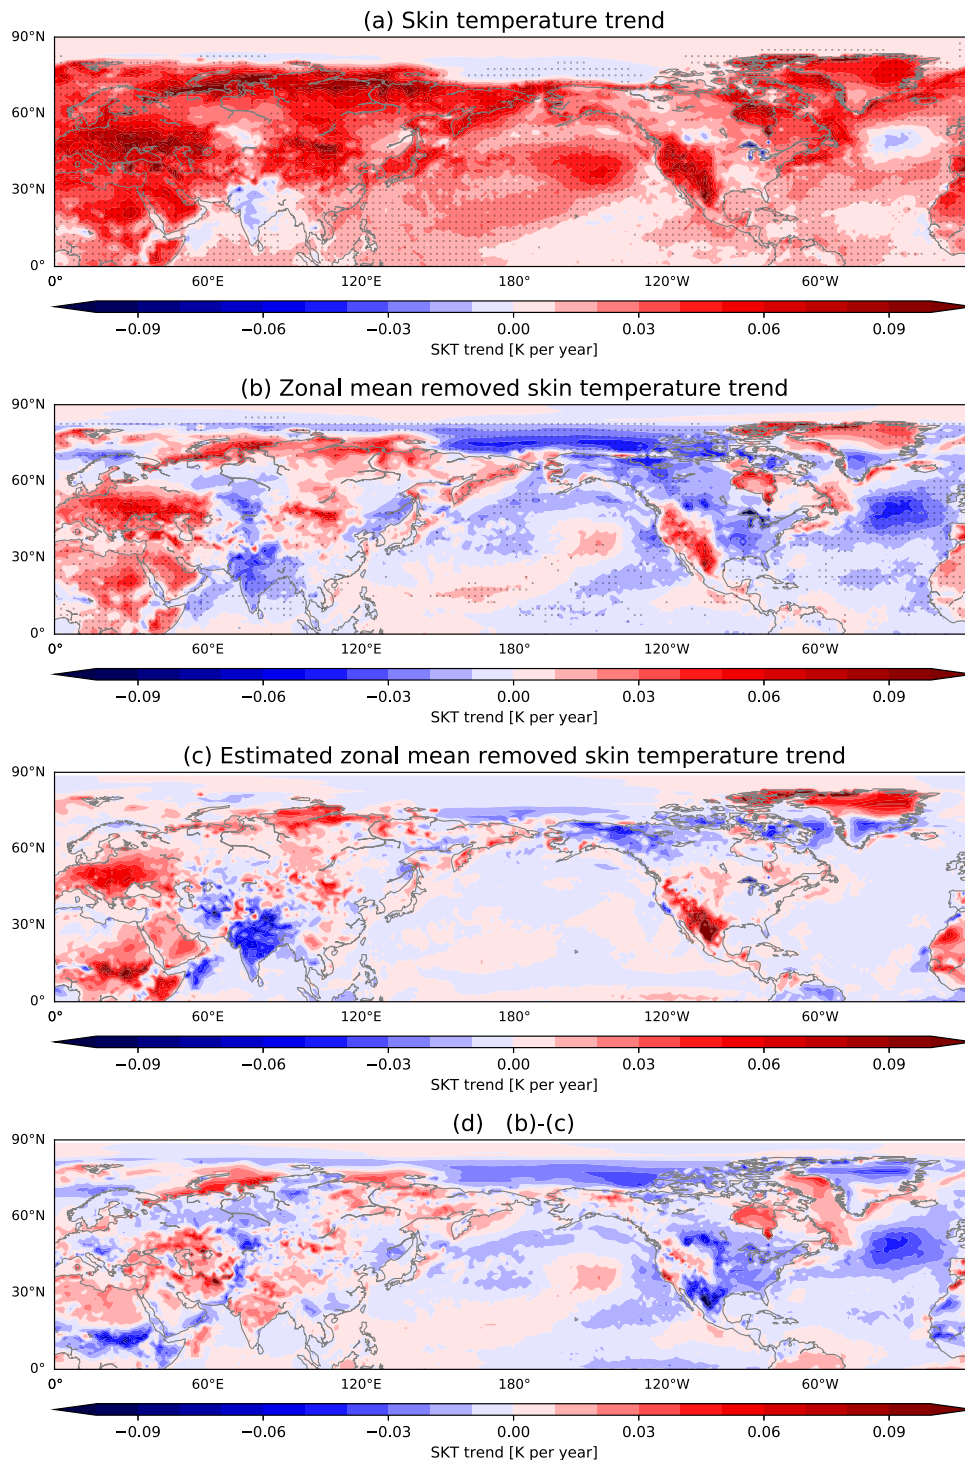 (a) Skin temperature trend
90°N
60°N
30°N
0°
0° 60°E 120°E 180° 120°W 60°W
−0.09 −0.06 −0.03 0.00 0.03 0.06 0.09
SKT trend [K per year]
(b) Zonal mean removed skin temperature trend
90°N
60°N
30°N
0°
0° 60°E 120°E 180° 120°W 60°W
−0.09 −0.06 −0.03 0.00 0.03 0.06 0.09
SKT trend [K per year]
(c) Estimated zonal mean removed skin temperature trend
90°N
60°N
30°N
0°
0° 60°E 120°E 180° 120°W 60°W
−0.09 −0.06 −0.03 0.00 0.03 0.06 0.09
SKT trend [K per year]
(d) (b)-(c)
90°N
60°N
30°N
0°
0° 60°E 120°E 180° 120°W 60°W
−0.09 −0.06 −0.03 0.00 0.03 0.06 0.09
SKT trend [K per year]